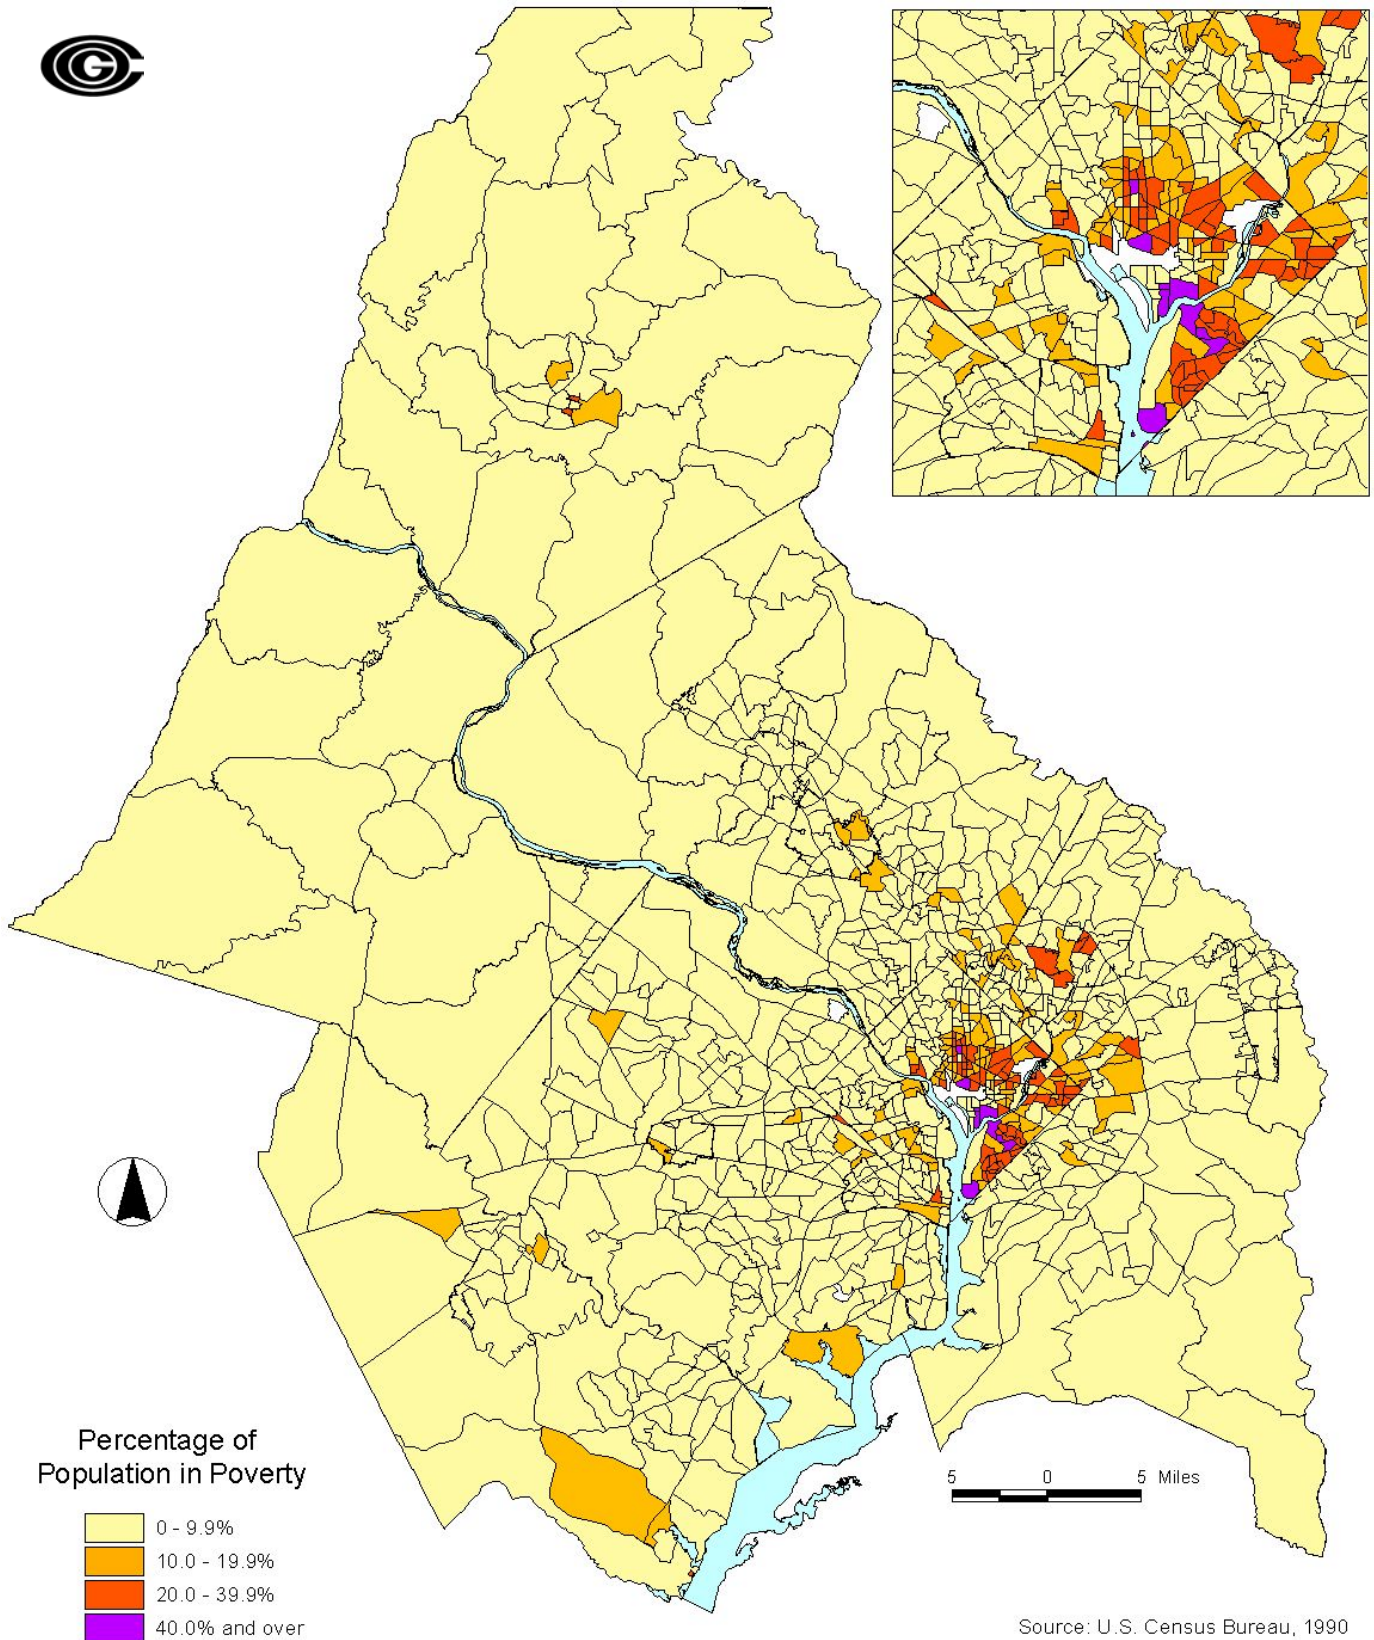 COG
Percentage of
Population in Poverty
0 - 9.9%
10.0 - 19.9%
20.0 - 39.9%
40.0% and over
5 0 5 Miles
Source: U.S. Census Bureau, 1990